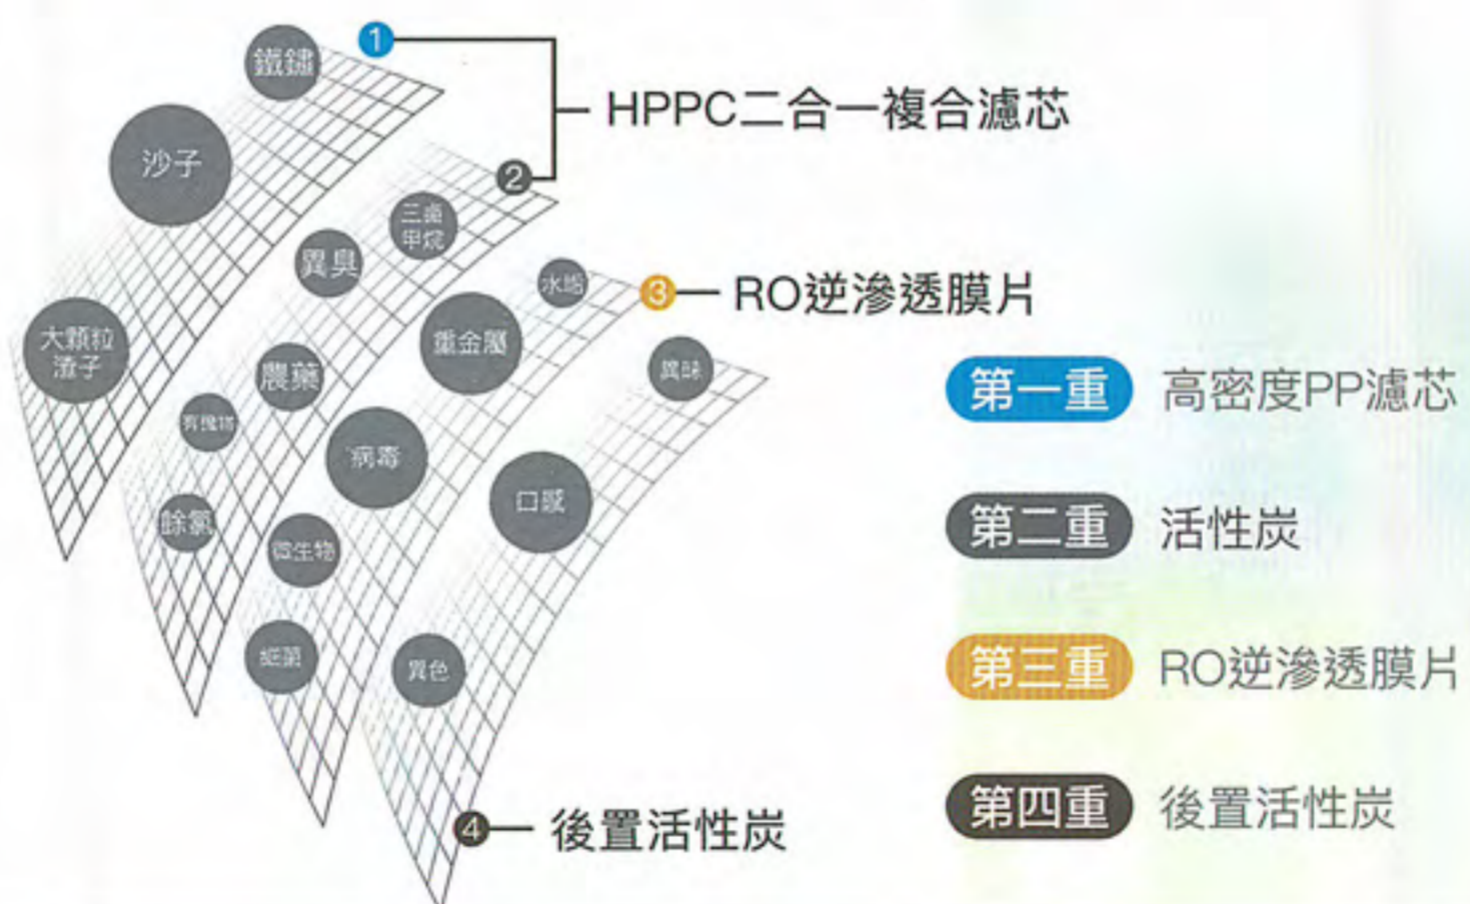 1
鐵鏽
HPPC二合一複合濾芯
沙子
2
三鹵
甲烷
異臭
水垢
3
RO逆滲透膜片
大顆粒
渣子
重金屬
農藥
異味
第一重 高密度PP濾芯
有機物
病毒
口感
餘氯
第二重 活性炭
微生物
細菌
異色
第三重 RO逆滲透膜片
4
後置活性炭
第四重 後置活性炭